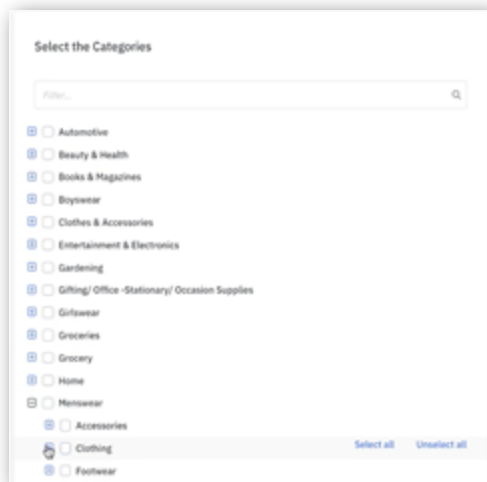 Select the Categories
Filter...
Automotive
Beauty & Health
Books & Magazines
Boyswear
Clothes & Accessories
Entertainment & Electronics
Gardening
Gifting/ Office -Stationary/ Occasion Supplies
Girlswear
Groceries
Grocery
Home
Menswear
Accessories
Clothing Select all Unselect all
Footwear